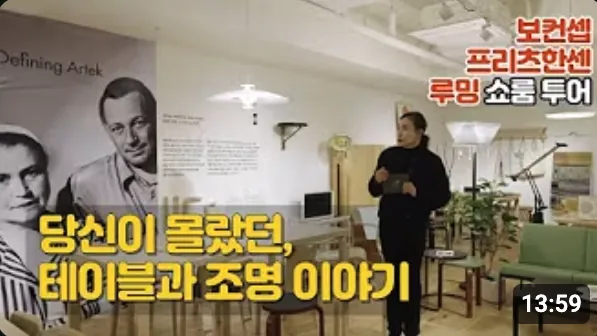 보컨셉
프리츠한센
루밍 쇼룸 투어
Defining Artek
당신이 몰랐던,
테이블과 조명 이야기
13:59